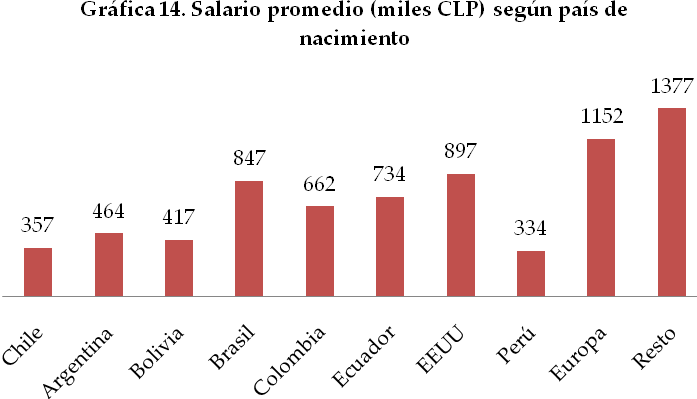 Gráfica 14. Salario promedio (miles CLP) según país de
nacimiento
357
464
417
847
662
734
897
334
1152
1377
Chile
Argentina
Bolivia
Brasil
Colombia
Ecuador
EEUU
Perú
Europa
Resto